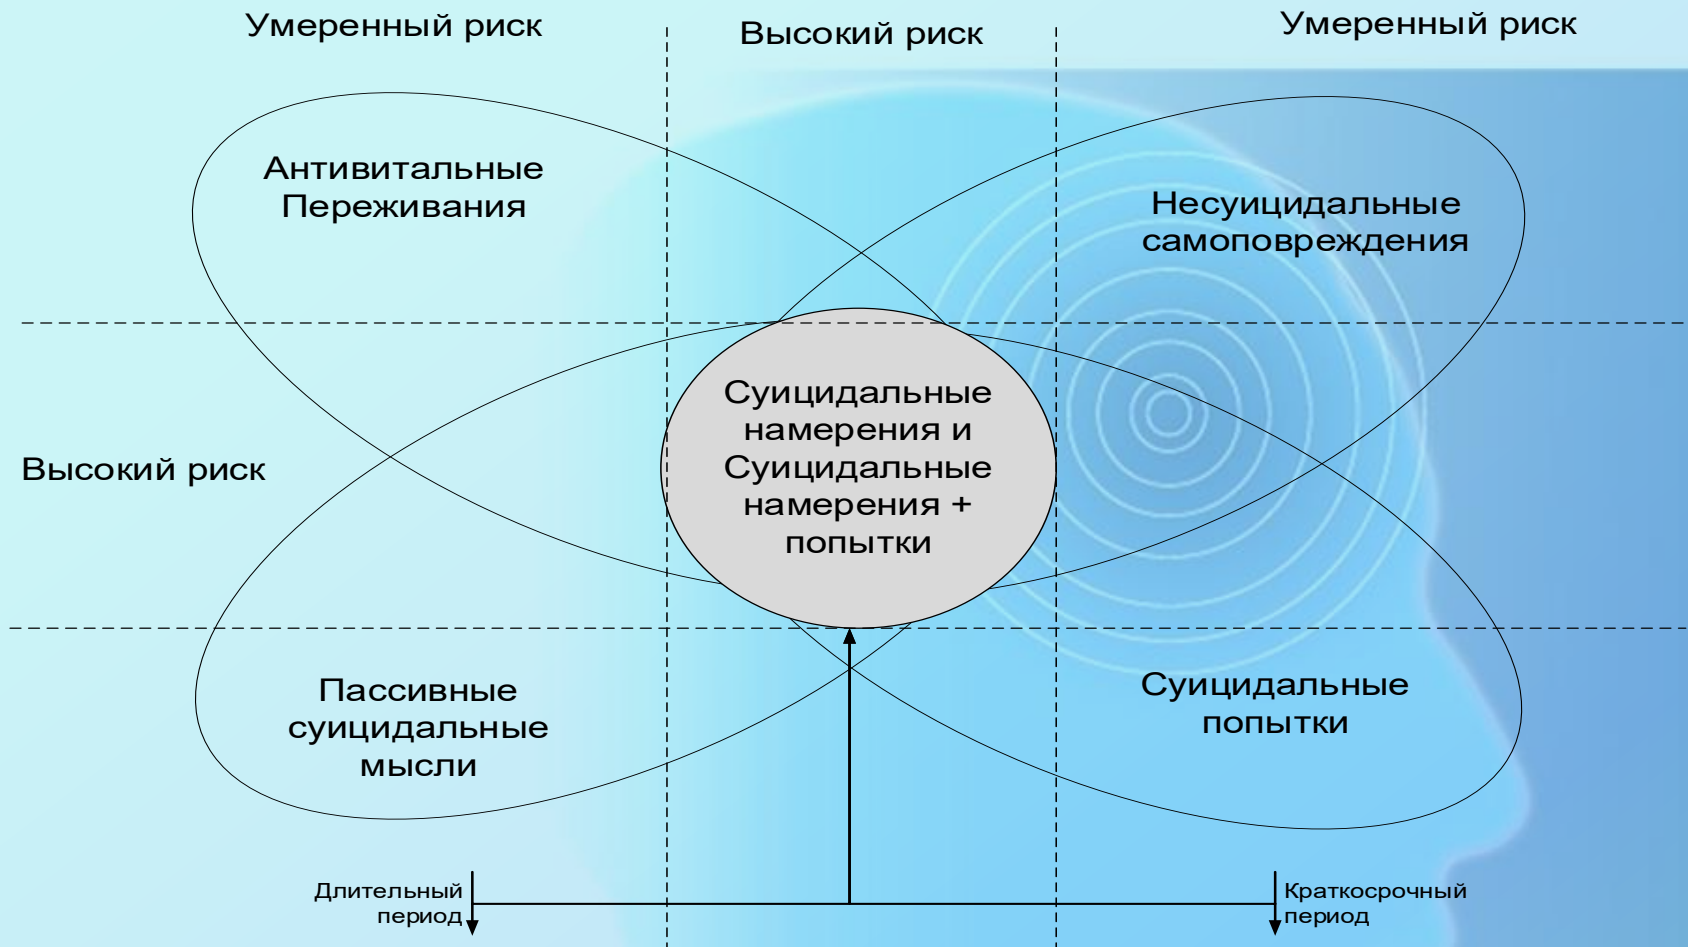 Умеренный риск
Высокий риск
Умеренный риск
Антивитальные
Переживания
Несуицидальные
самоповреждения
Высокий риск
Суицидальные
намерения и
Суицидальные
намерения +
попытки
Пассивные
суицидальные
мысли
Суицидальные
попытки
Длительный
период
Краткосрочный
период